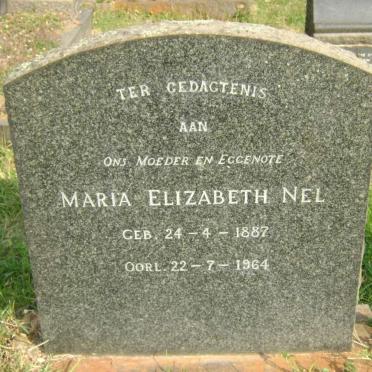 TER GEDAGTENIS
AAN
ONS MOEDER EN EGGENOTE
MARIA ELIZABETH NEL
GEB. 24 - 4 - 1887
OORL. 22 - 7 - 1964